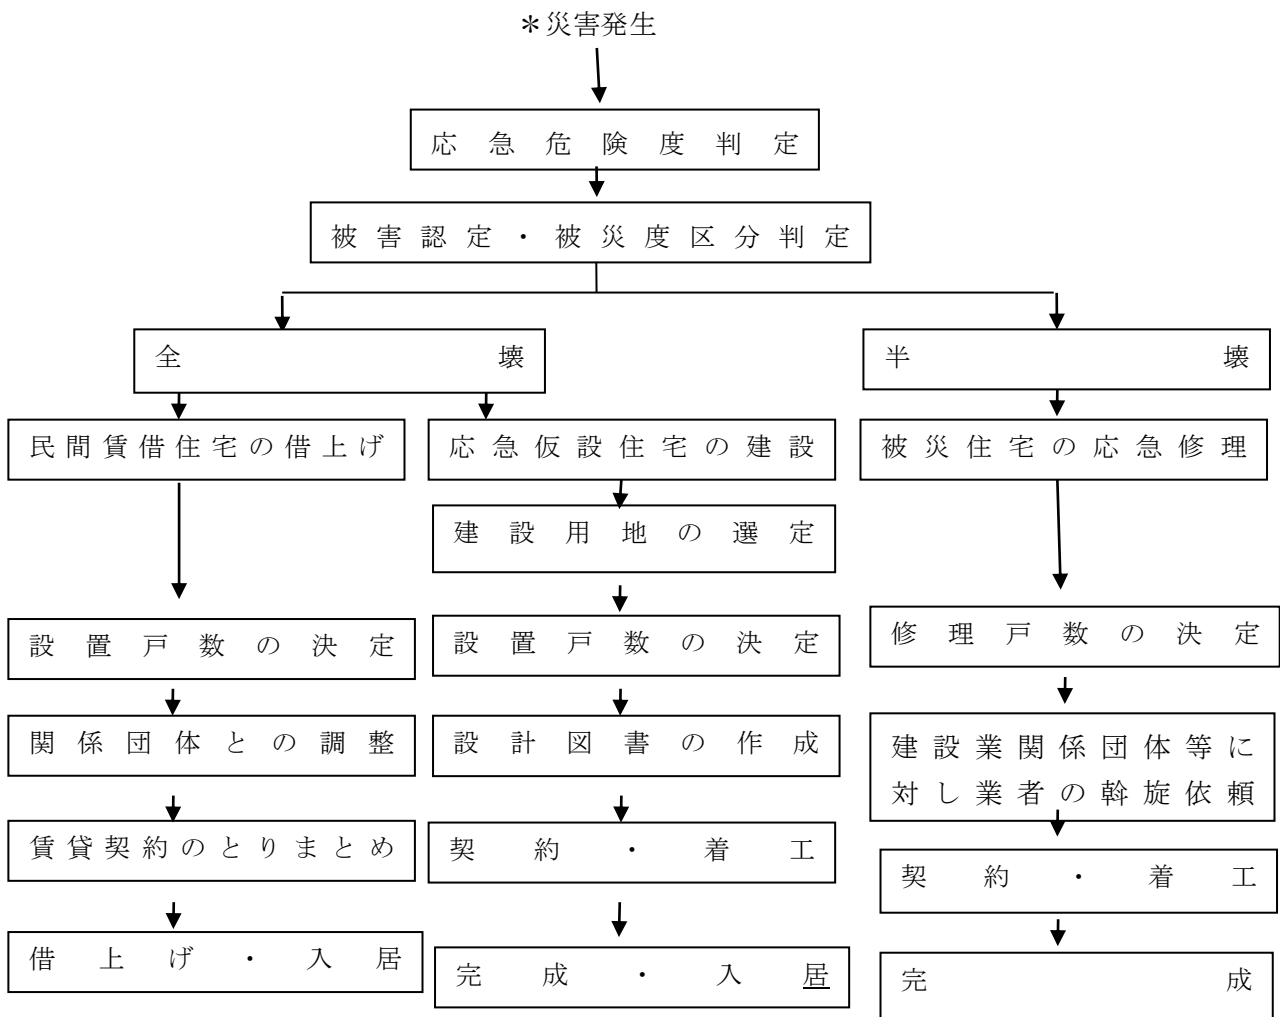 ＊災害発生
応急危険度判定
被害認定・被災度区分判定
全壊
半壊
民間賃借住宅の借上げ
応急仮設住宅の建設
被災住宅の応急修理
建設用地の選定
設置戸数の決定
設置戸数の決定
修理戸数の決定
関係団体との調整
設計図書の作成
建設業関係団体等に
対し業者の斡旋依頼
賃貸契約のとりまとめ
契約・着工
契約・着工
借上げ・入居
完成・入居
完成